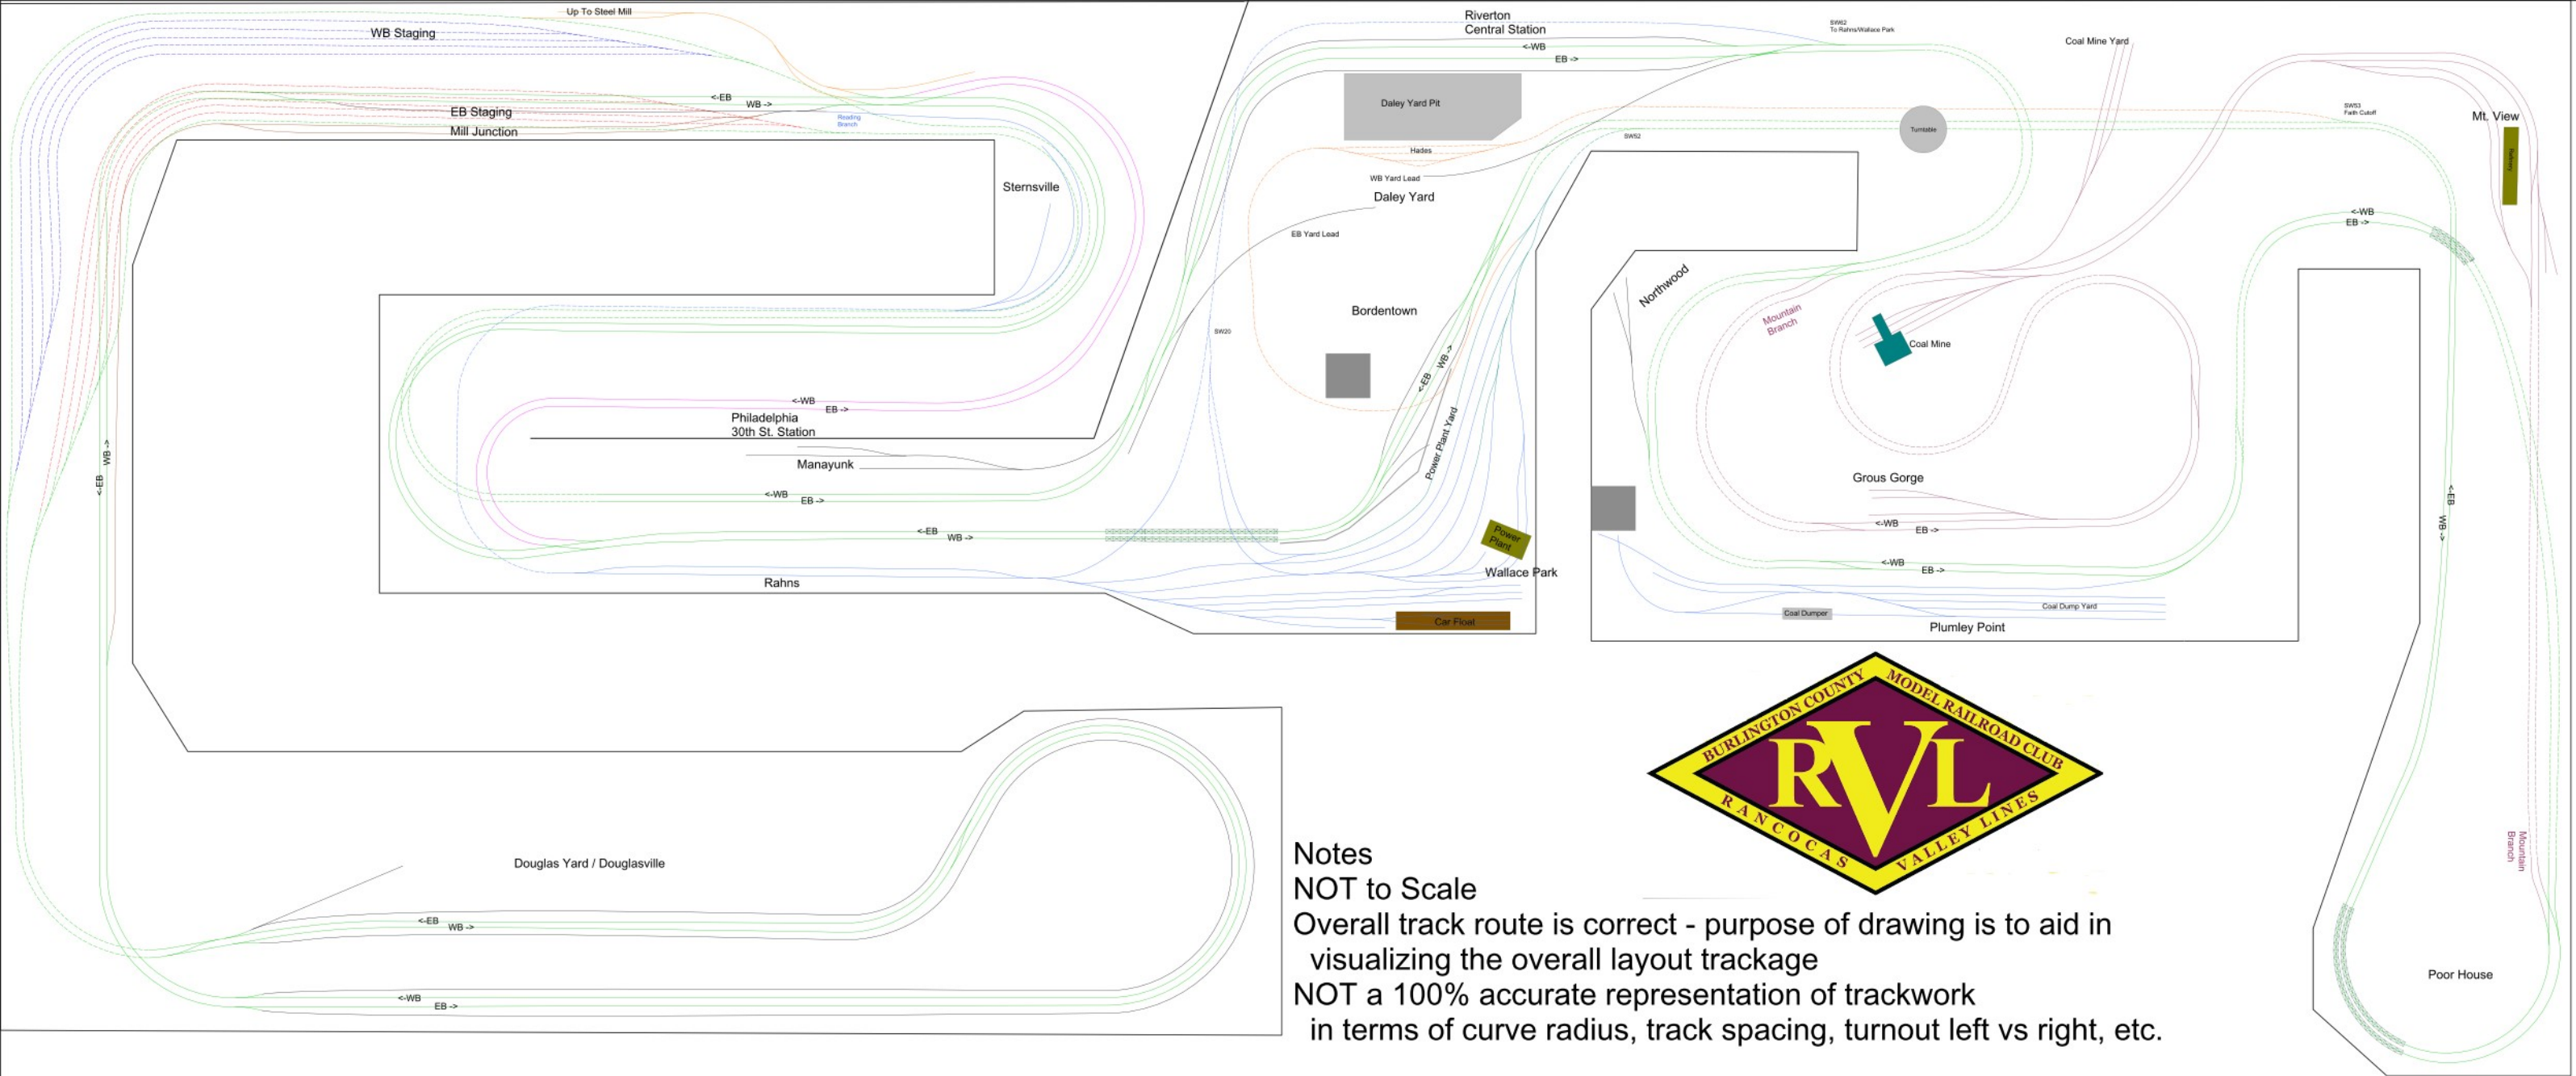 Up To Steel Mill
WB Staging
<-EB
WB ->
EB Staging
Mill Junction
Reading
Branch
Sternsville
<-WB
EB ->
Philadelphia
30th St. Station
Manayunk
<-WB
EB ->
<-EB
WB ->
Rahns
<-EB
WB ->
Douglas Yard / Douglasville
<-EB
WB ->
<-WB
EB ->
Riverton
Central Station
<-WB
EB ->
SW62
To Rahns/Wallace Park
Daley Yard Pit
Hades
WB Yard Lead
Daley Yard
EB Yard Lead
SW52
Turntable
Bordentown
SW20
<-EB
WB ->
Power Plant Yard
Power
Plant
Wallace Park
Car Float
Coal Mine Yard
SW53
Faith Cutoff
Mt. View
<-WB
EB ->
Northwood
Mountain
Branch
Coal Mine
Grous Gorge
<-WB
EB ->
<-WB
EB ->
Coal Dumper
Coal Dump Yard
Plumley Point
<-EB
WB ->
Mountain
Branch
Poor House
BURLINGTON COUNTY
MODEL RAILROAD CLUB
RVL
RANCOCAS
VALLEY LINES
Notes
NOT to Scale
Overall track route is correct - purpose of drawing is to aid in
visualizing the overall layout trackage
NOT a 100% accurate representation of trackwork
in terms of curve radius, track spacing, turnout left vs right, etc.